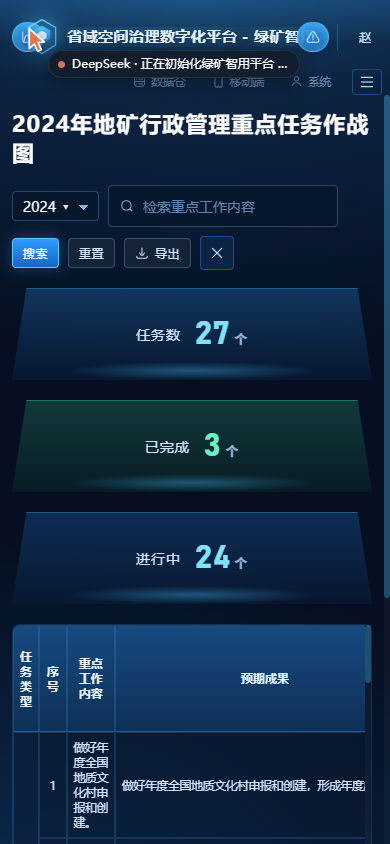 省域空间治理数字化平台 - 绿矿智
赵
DeepSeek · 正在初始化绿矿智用平台 ...
数据仓 移动端 系统
2024年地矿行政管理重点任务作战
图
2024 检索重点工作内容
搜索 重置 导出
任务数 27 个
已完成 3 个
进行中 24 个
任务类型 序号 重点工作内容 预期成果
1 做好年度全国地质文化村申报和创建。 做好年度全国地质文化村申报和创建，形成年度